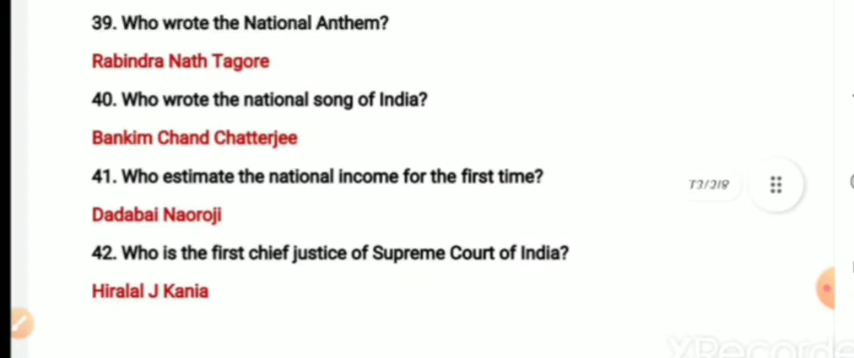 39. Who wrote the National Anthem?
Rabindra Nath Tagore
40. Who wrote the national song of India?
Bankim Chand Chatterjee
41. Who estimate the national income for the first time?
Dadabai Naoroji
42. Who is the first chief justice of Supreme Court of India?
Hiralal J Kania